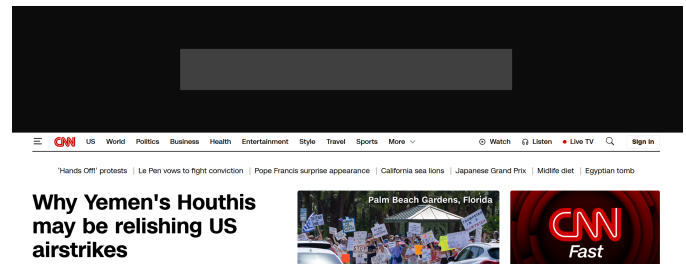 CNN US World Politics Business Health Entertainment Style Travel Sports More Watch Listen Live TV Sign in
'Hands Off!' protests | Le Pen vows to fight conviction | Pope Francis surprise appearance | California sea lions | Japanese Grand Prix | Midlife diet | Egyptian tomb
Why Yemen's Houthis
may be relishing US
airstrikes
Palm Beach Gardens, Florida
CNN
Fast